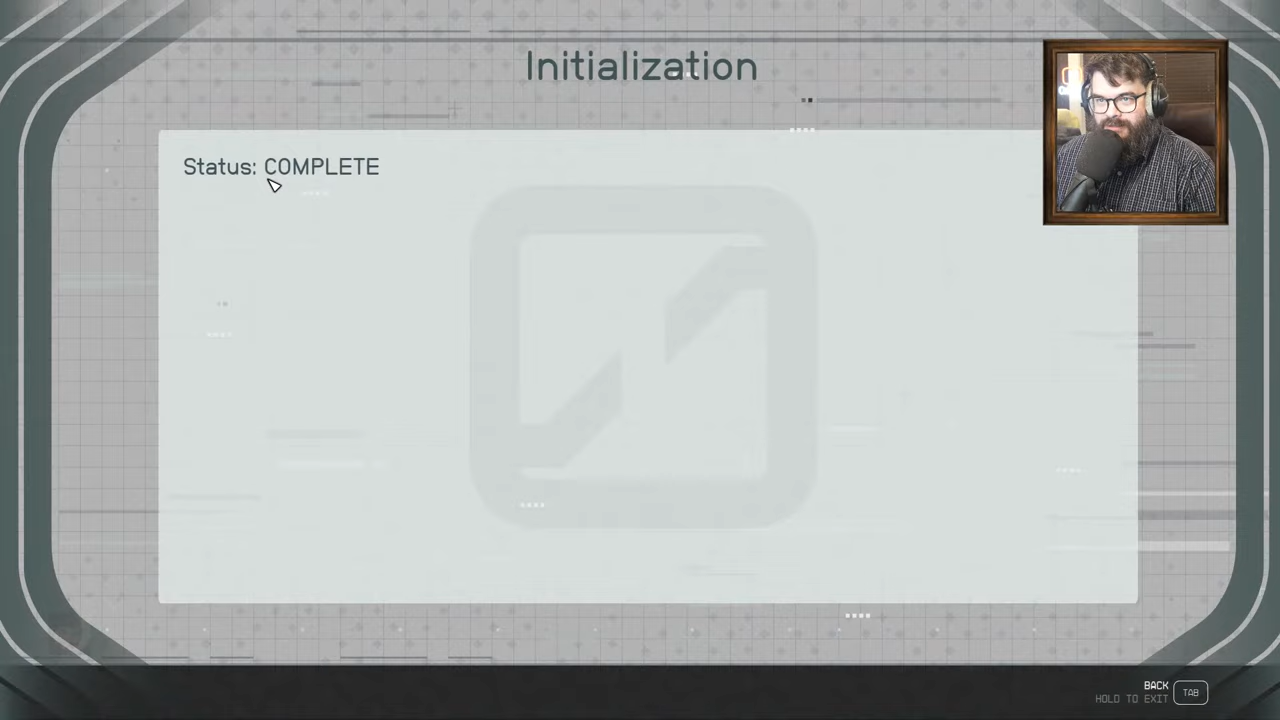 Initialization
Status: COMPLETE
BACK
HOLD TO EXIT
TAB